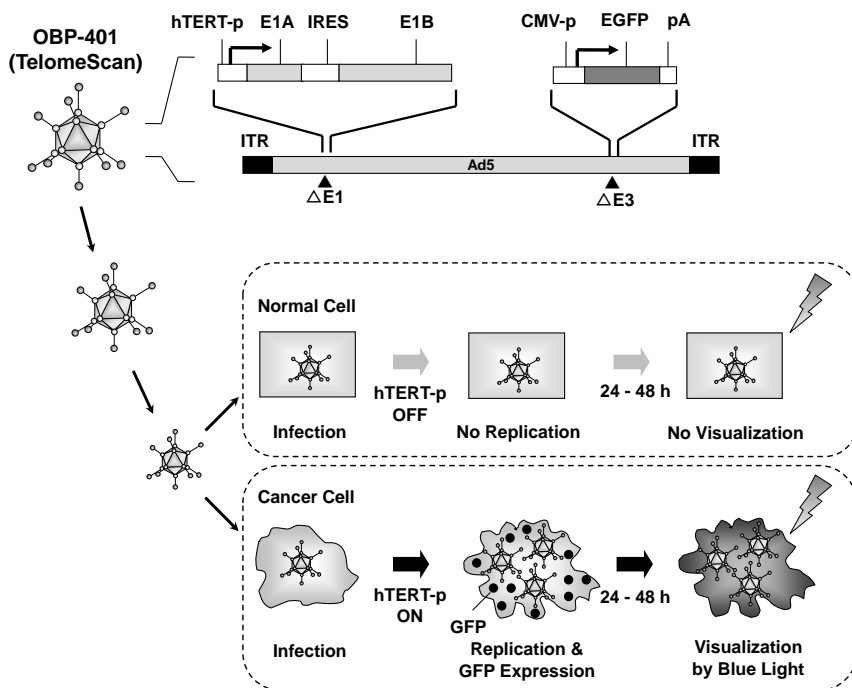 OBP-401
(TelomeScan)
hTERT-p E1A IRES E1B
CMV-p EGFP pA
ITR ITR
Ad5
△E1 △E3
Normal Cell
hTERT-p
OFF
24 - 48 h
Infection No Replication No Visualization
Cancer Cell
hTERT-p
ON
24 - 48 h
GFP
Infection
Replication &
GFP Expression
Visualization
by Blue Light